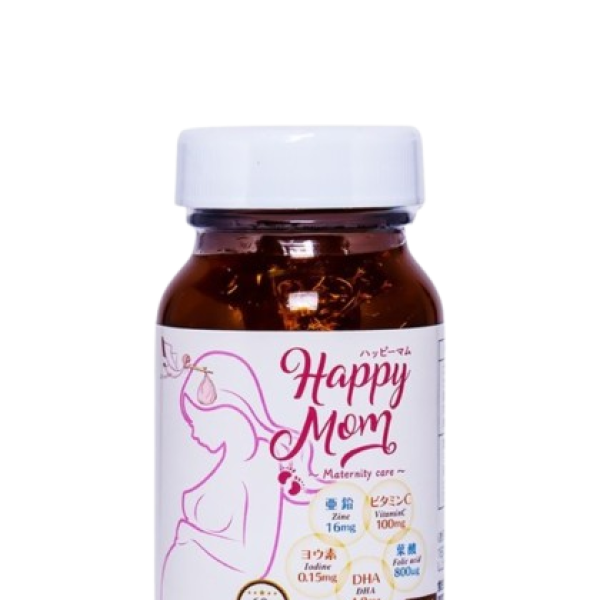 ハッピーマム
Happy
Mom
~ Maternity care ~
亜鉛
Zinc
16mg
ビタミンC
VitaminC
100mg
ヨウ素
Iodine
0.15mg
葉酸
Folic acid
800μg
DHA
DHA